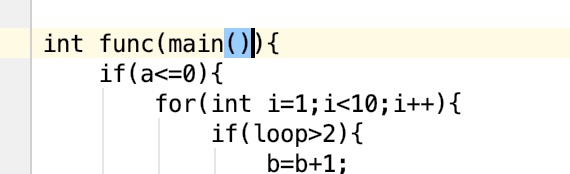 int func(main()){
if(a<=0){
for(int i=1;i<10;i++){
if(loop>2){
b=b+1;